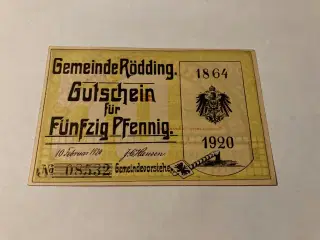 Gemeinde Rödding.
Gutschein
für
Fünfzig Pfennig.
10 Februar 1920
Gemeindevorsteher
No 08532
1864
1920